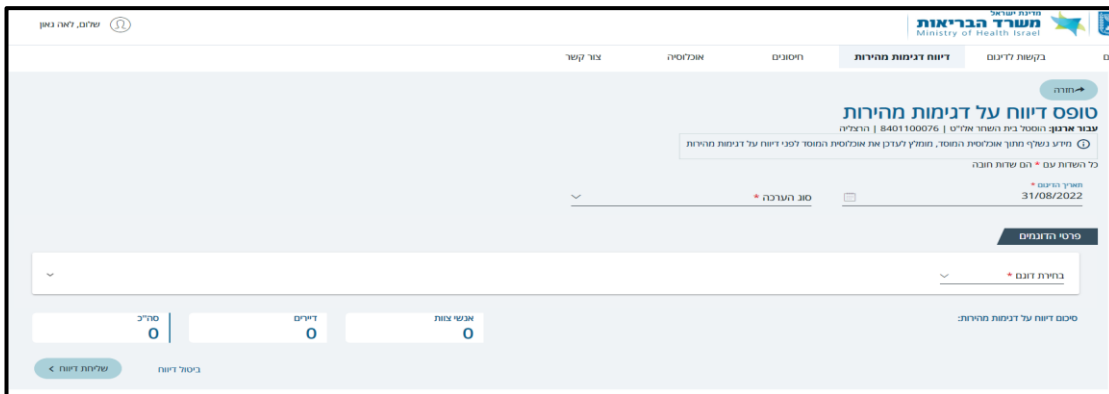 מדינת ישראל
משרד הבריאות
Ministry of Health Israel
שלום, לאה גאון
בקשות לדיגום
דיווח דגימות מהירות
חיסונים
אוכלוסיה
צור קשר
חזרה
טופס דיווח על דגימות מהירות
עבור ארגון: הוסטל בית השחר אלו"ט | 8401100076 | הרצליה
מידע נשלף מתוך אוכלוסית המוסד, מומלץ לעדכן את אוכלוסית המוסד לפני דיווח על דגימות מהירות
כל השדות עם * הם שדות חובה
תאריך הדיגום *
31/08/2022
סוג הערכה *
פרטי הדוגמים
בחירת דוגם *
סיכום דיווח על דגימות מהירות:
אנשי צוות
0
דיירים
0
סה"כ
0
ביטול דיווח
שליחת דיווח >